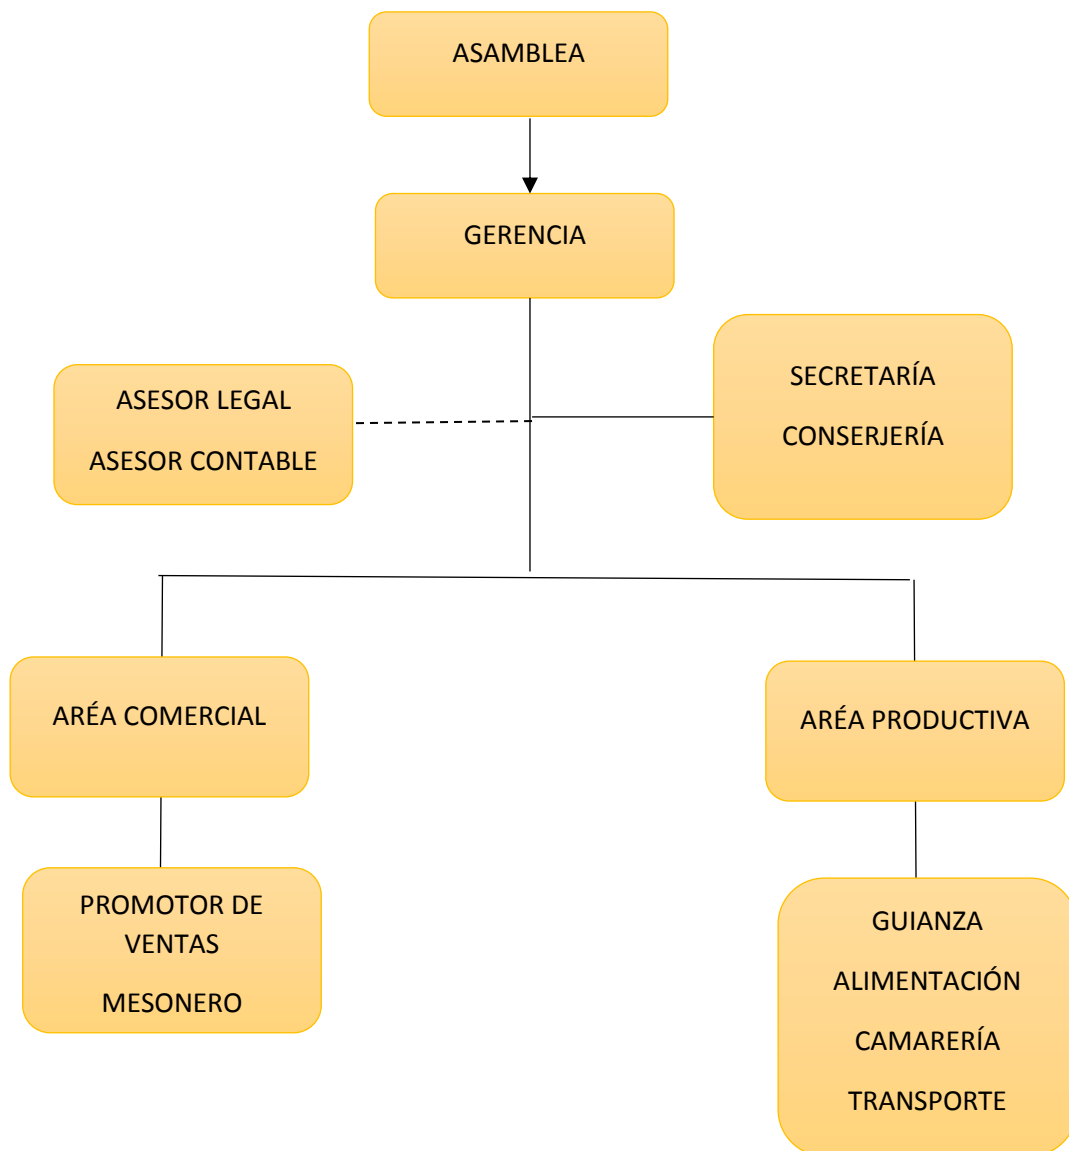 ASAMBLEA
GERENCIA
ASESOR LEGAL
ASESOR CONTABLE
SECRETARÍA
CONSERJERÍA
ARÉA COMERCIAL
ARÉA PRODUCTIVA
PROMOTOR DE
VENTAS
MESONERO
GUIANZA
ALIMENTACIÓN
CAMARERÍA
TRANSPORTE